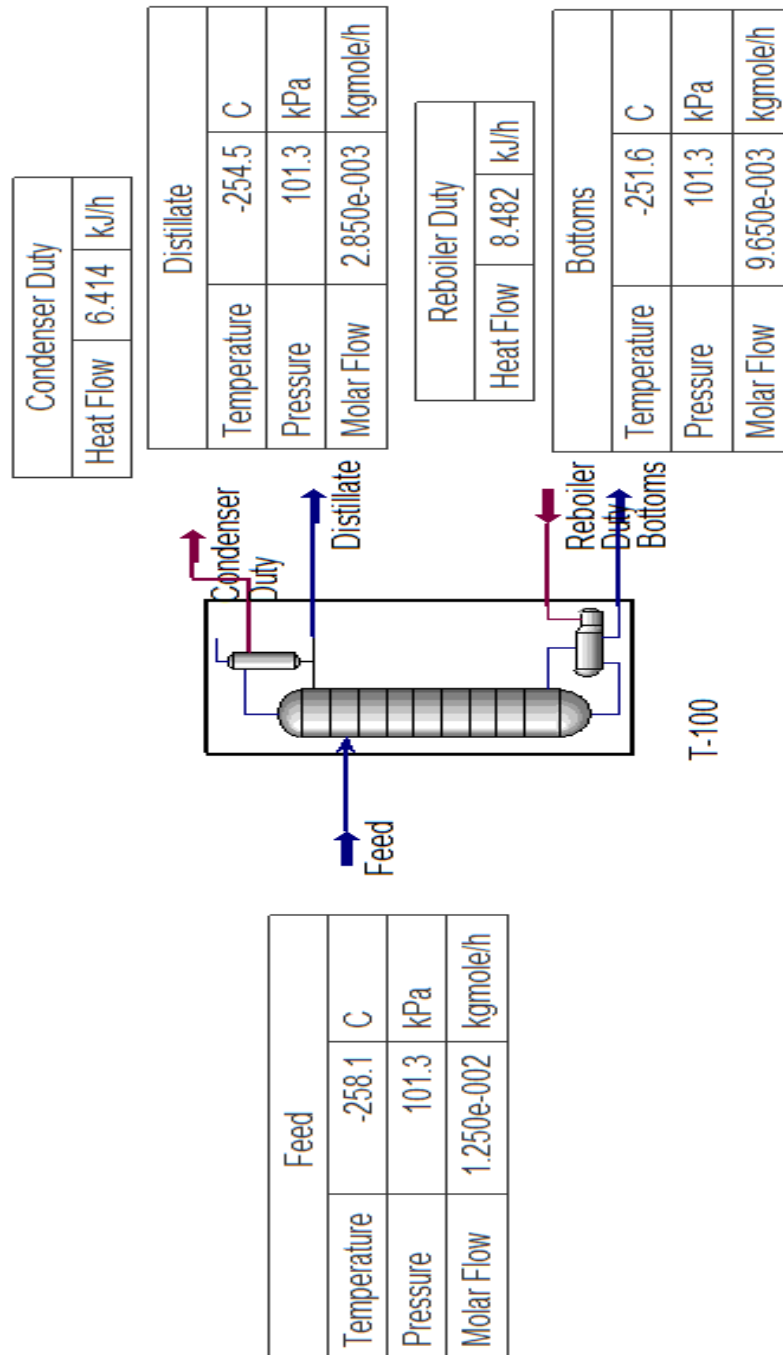 Condenser Duty
Heat Flow 6.414 kJ/h
Distillate
Temperature -254.5 C
Pressure 101.3 kPa
Molar Flow 2.850e-003 kgmole/h
Reboiler Duty
Heat Flow 8.482 kJ/h
Bottoms
Temperature -251.6 C
Pressure 101.3 kPa
Molar Flow 9.650e-003 kgmole/h
Condenser
Duty
Distillate
Reboiler
Duty
Bottoms
T-100
Feed
Feed
Temperature -258.1 C
Pressure 101.3 kPa
Molar Flow 1.250e-002 kgmole/h